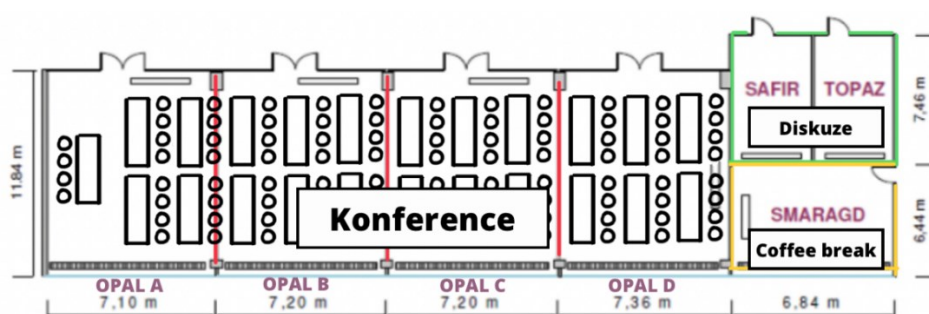 SAFIR
TOPAZ
Diskuze
7,46 m
11,84 m
Konference
SMARAGD
Coffee break
6,44 m
OPAL A
OPAL B
OPAL C
OPAL D
7,10 m
7,20 m
7,20 m
7,36 m
6,84 m